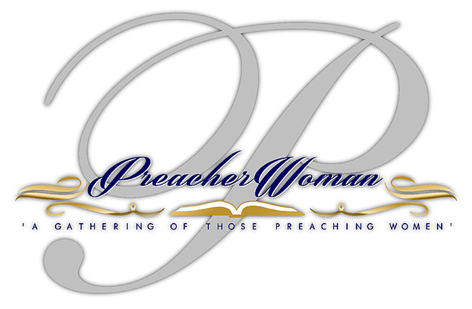 P
PreacherWoman
'A GATHERING OF THOSE PREACHING WOMEN'